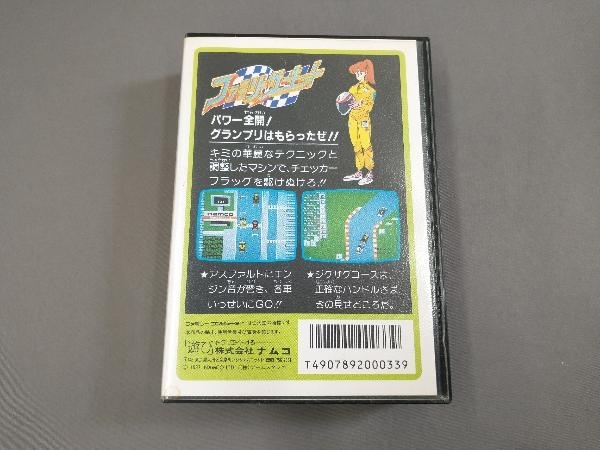 ファミリーサーキット
パワー全開!
グランプリはもらったぜ!!
キミの華麗なテクニックと
調整したマシンで、チェッカー
フラッグを駆けぬけろ!!
namco
★アスファルトにエン
ジン音が響き、各車
いっせいにGO!!
★ジグザグコースは、
正確なハンドルさば
きの見せどころだ。
株式会社ナムコ
T4907892000339